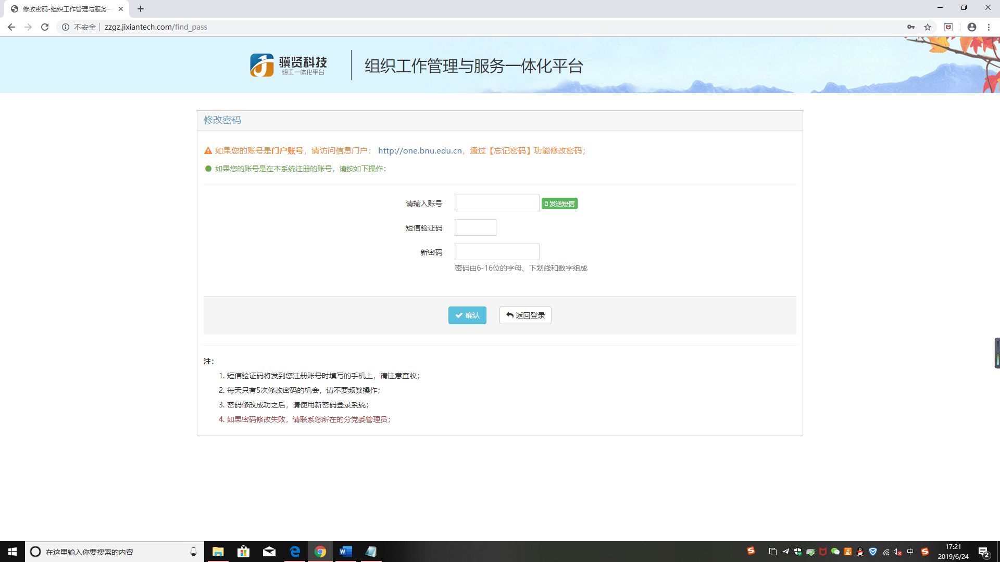 修改密码-组织工作管理与服务一
不安全
zzgz.jixiantech.com/find_pass
骥贤科技
组工一体化平台
组织工作管理与服务一体化平台
修改密码
如果您的账号是门户账号，请访问信息门户： http://one.bnu.edu.cn，通过【忘记密码】功能修改密码；
如果您的账号是在本系统注册的账号，请按如下操作：
请输入账号
发送短信
短信验证码
新密码
密码由6-16位的字母、下划线和数字组成
确认
返回登录
注：
1. 短信验证码将发到您注册账号时填写的手机上，请注意查收；
2. 每天只有5次修改密码的机会，请不要频繁操作；
3. 密码修改成功之后，请使用新密码登录系统；
4. 如果密码修改失败，请联系您所在的分党委管理员；
在这里输入你要搜索的内容
中
17:21
2019/6/24
2